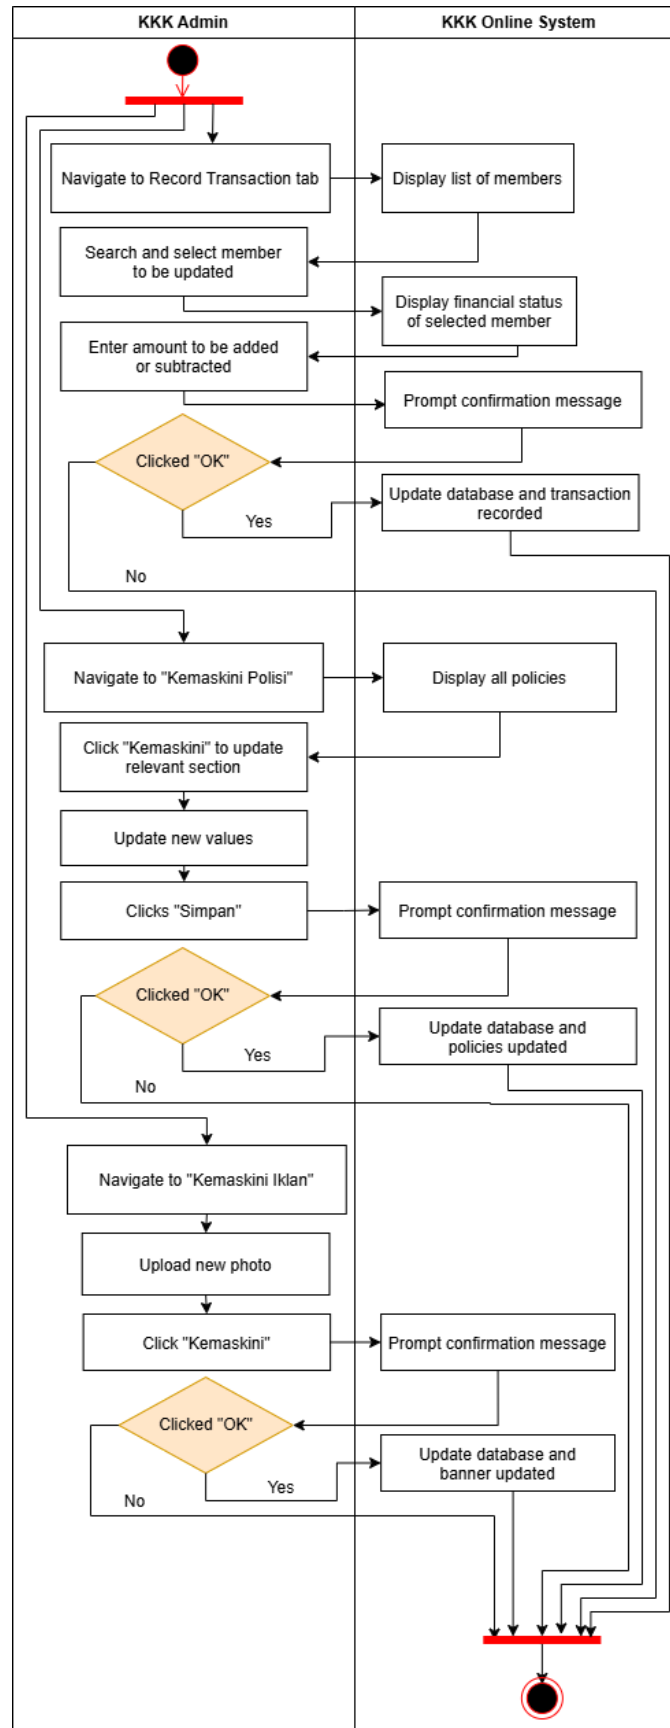 KKK Admin
KKK Online System
Navigate to Record Transaction tab
Display list of members
Search and select member
to be updated
Display financial status
of selected member
Enter amount to be added
or subtracted
Prompt confirmation message
Clicked "OK"
Yes
Update database and transaction
recorded
No
Navigate to "Kemaskini Polisi"
Display all policies
Click "Kemaskini" to update
relevant section
Update new values
Clicks "Simpan"
Prompt confirmation message
Clicked "OK"
Yes
Update database and
policies updated
No
Navigate to "Kemaskini Iklan"
Upload new photo
Click "Kemaskini"
Prompt confirmation message
Clicked "OK"
Yes
Update database and
banner updated
No